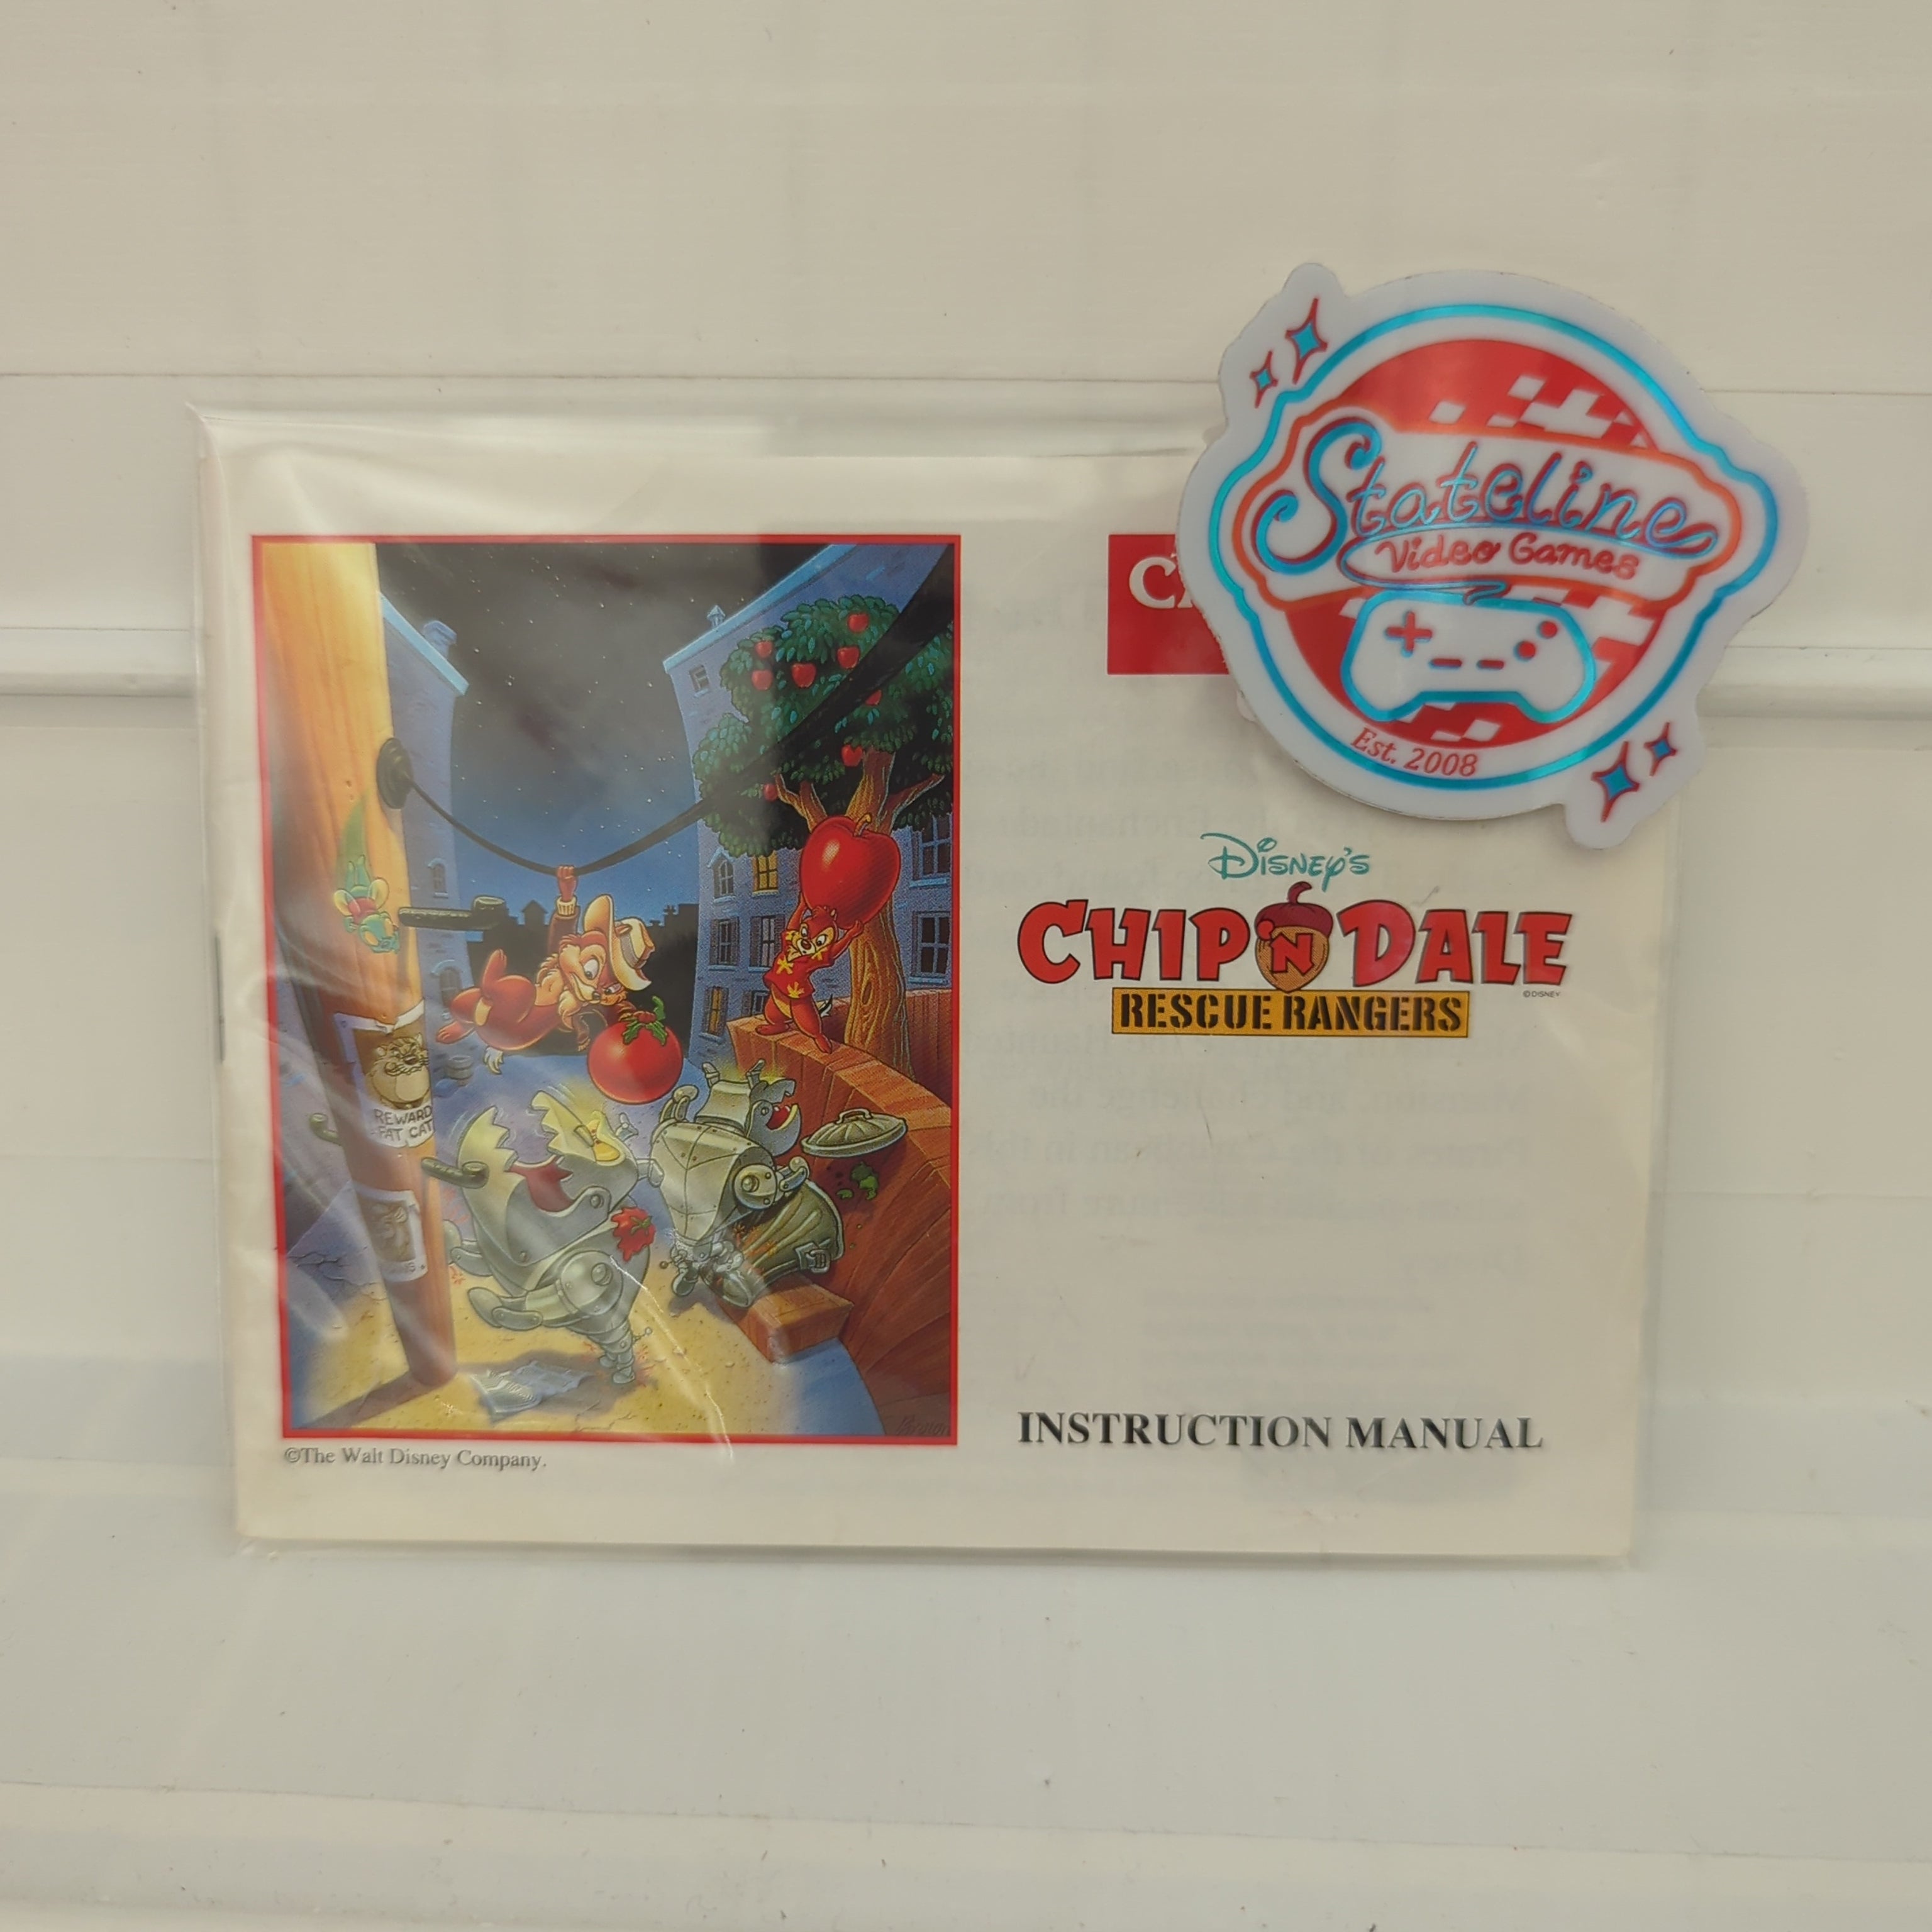 Stateline
Video Games
Est. 2008
Disney's
CHIP 'N DALE
©DISNEY
RESCUE RANGERS
REWARD
FAT CAT
INSTRUCTION MANUAL
©The Walt Disney Company.